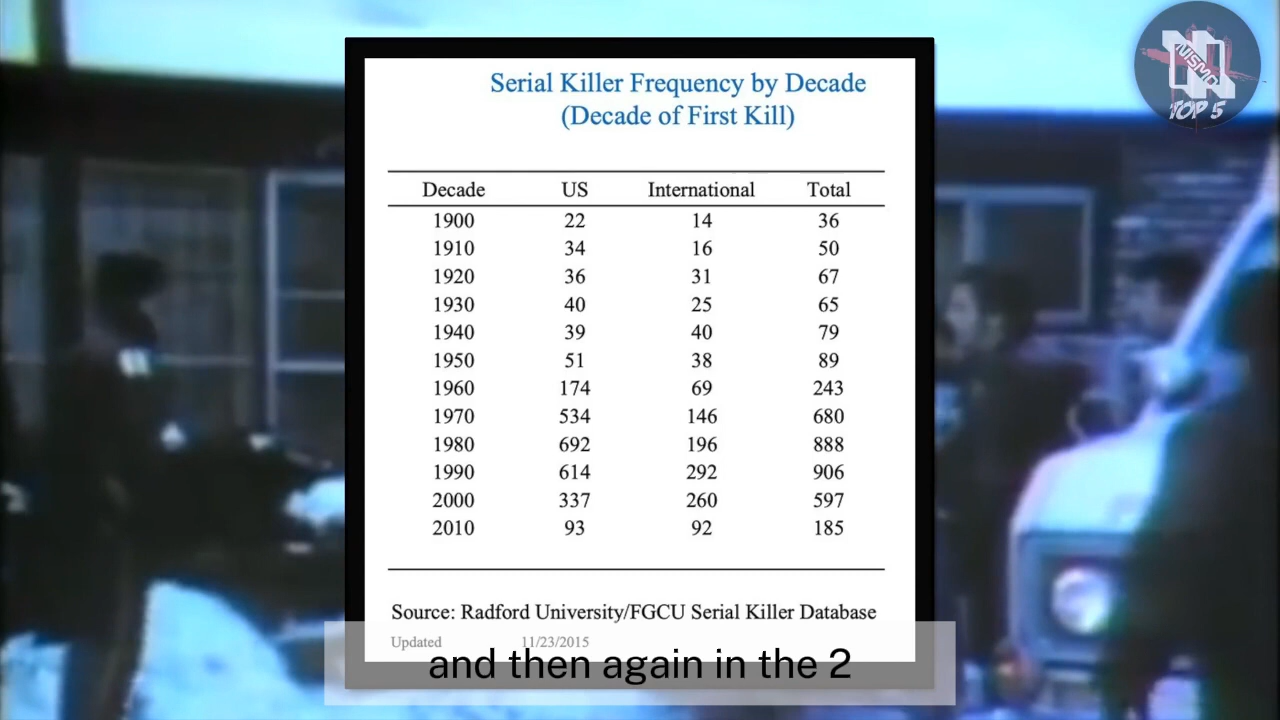 NISMO
TOP 5
Serial Killer Frequency by Decade
(Decade of First Kill)
Decade US International Total
1900 22 14 36
1910 34 16 50
1920 36 31 67
1930 40 25 65
1940 39 40 79
1950 51 38 89
1960 174 69 243
1970 534 146 680
1980 692 196 888
1990 614 292 906
2000 337 260 597
2010 93 92 185
Source: Radford University/FGCU Serial Killer Database
Updated 11/23/2015
and then again in the 2